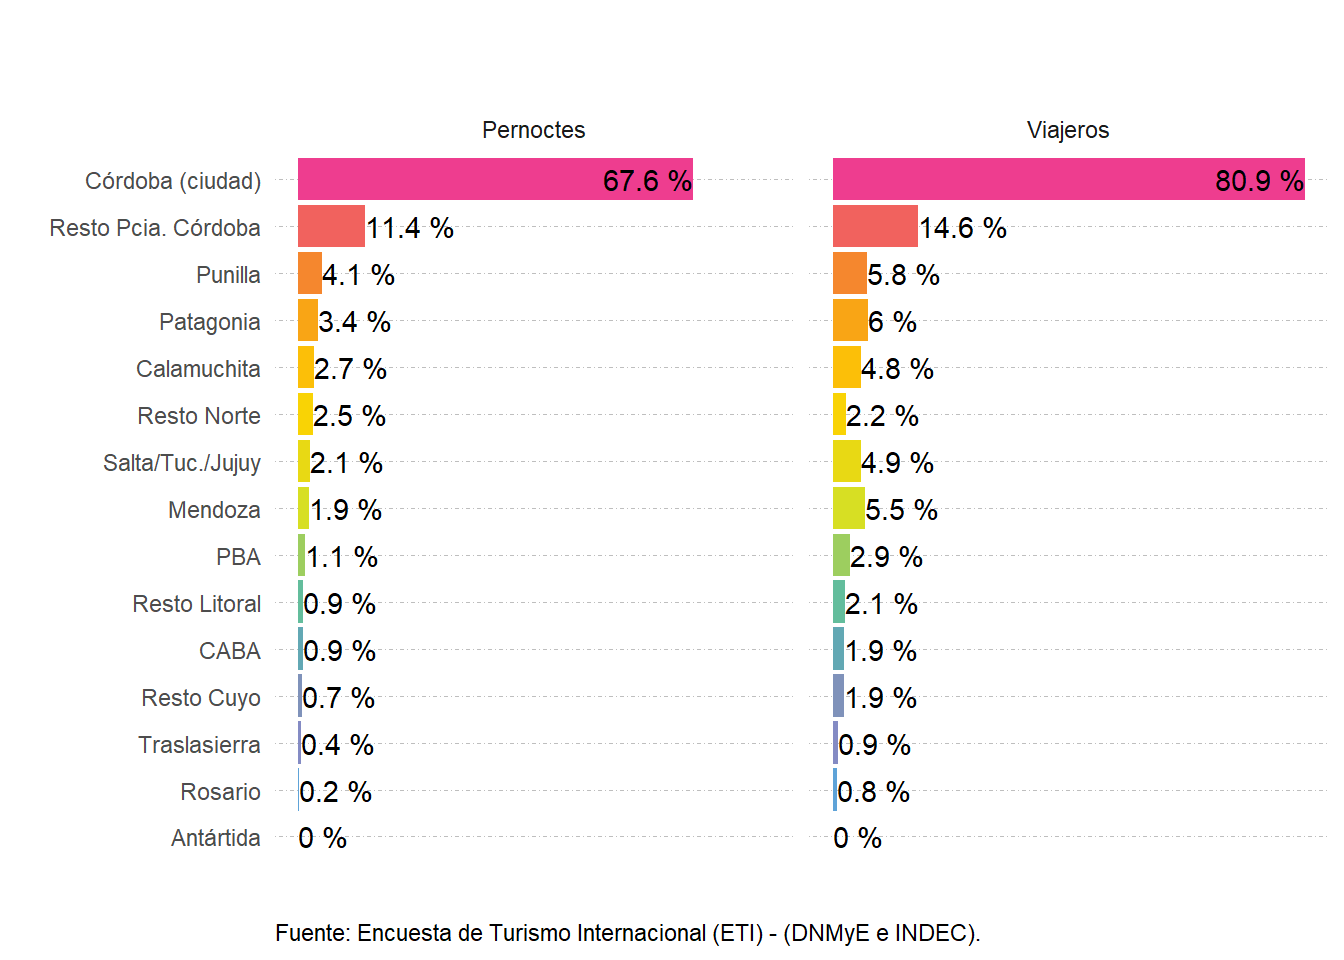 Pernoctes Viajeros
Córdoba (ciudad) 67.6 % 80.9 %
Resto Pcia. Córdoba 11.4 % 14.6 %
Punilla 4.1 % 5.8 %
Patagonia 3.4 % 6 %
Calamuchita 2.7 % 4.8 %
Resto Norte 2.5 % 2.2 %
Salta/Tuc./Jujuy 2.1 % 4.9 %
Mendoza 1.9 % 5.5 %
PBA 1.1 % 2.9 %
Resto Litoral 0.9 % 2.1 %
CABA 0.9 % 1.9 %
Resto Cuyo 0.7 % 1.9 %
Traslasierra 0.4 % 0.9 %
Rosario 0.2 % 0.8 %
Antártida 0 % 0 %
Fuente: Encuesta de Turismo Internacional (ETI) - (DNMyE e INDEC).